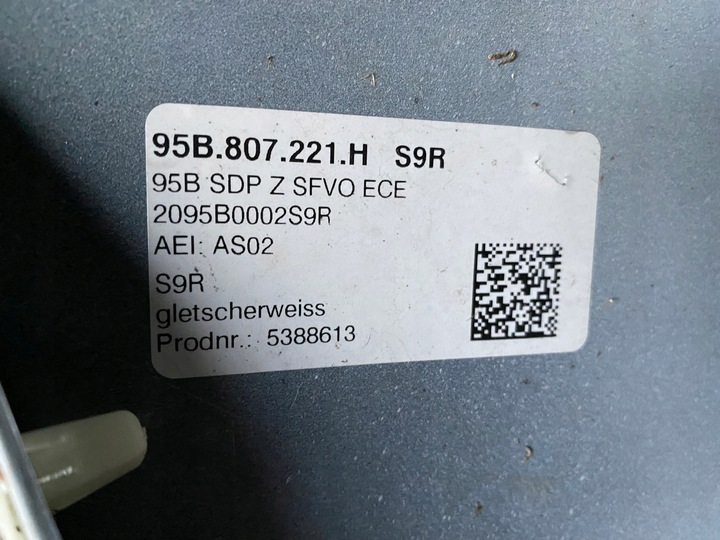 95B.807.221.H S9R
95B SDP Z SFVO ECE
2095B0002S9R
AEI: AS02
S9R
gletscherweiss
Prodnr.: 5388613